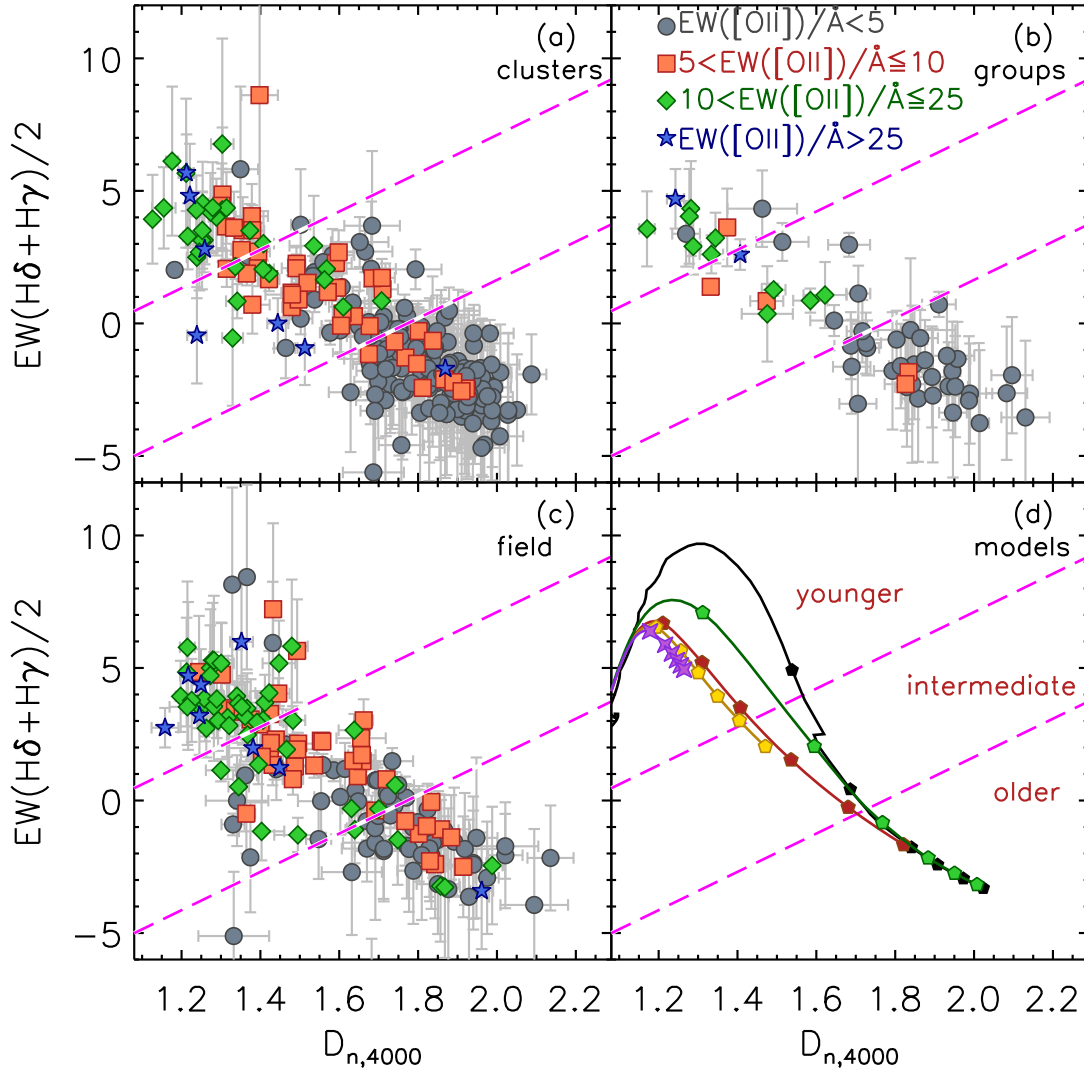 (a)
clusters
(b)
groups
EW([OII])/Å<5
5<EW([OII])/Å≦10
10<EW([OII])/Å≦25
EW([OII])/Å>25
10
5
0
−5
EW(Hδ+Hγ)/2
(c)
field
(d)
models
younger
intermediate
older
10
5
0
−5
EW(Hδ+Hγ)/2
1.2 1.4 1.6 1.8 2.0 2.2
1.2 1.4 1.6 1.8 2.0 2.2
Dn,4000
Dn,4000